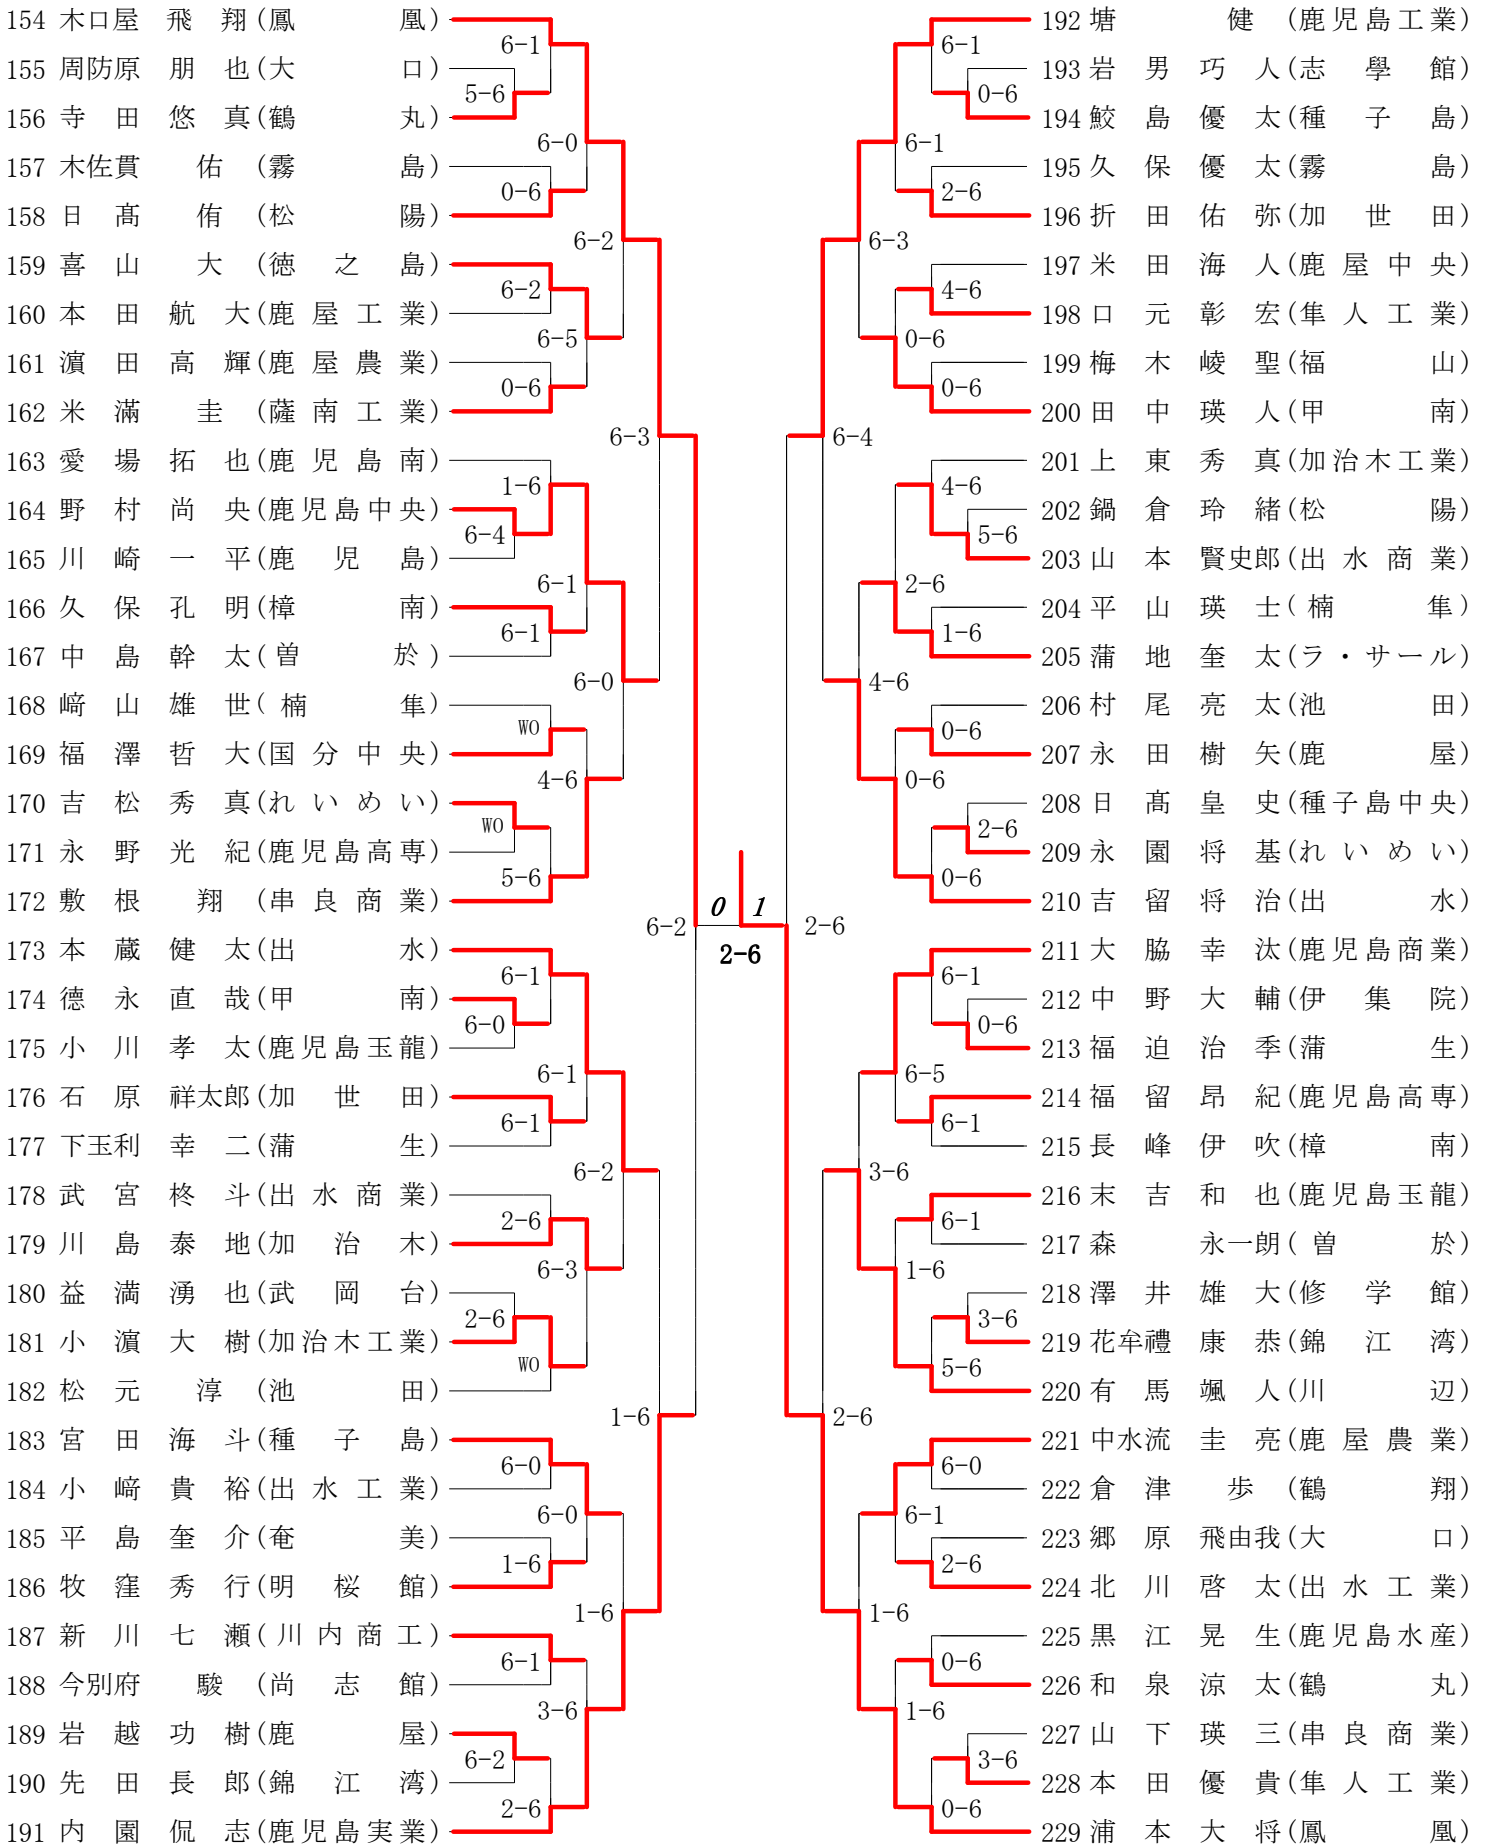 154 木口屋 飛 翔(鳳 凰)
6-1
155 周防原 朋 也(大 口)
5-6
156 寺 田 悠 真(鶴 丸)
6-0
157 木佐貫 佑 (霧 島)
0-6
158 日 髙 侑 (松 陽)
6-2
159 喜 山 大 (徳 之 島)
6-2
160 本 田 航 大(鹿 屋 工 業)
6-5
161 濵 田 高 輝(鹿 屋 農 業)
0-6
162 米 滿 圭 (薩 南 工 業)
6-3
163 愛 場 拓 也(鹿 児 島 南)
1-6
164 野 村 尚 央(鹿児島中央)
6-4
165 川 崎 一 平(鹿 児 島)
6-1
166 久 保 孔 明(樟 南)
6-1
167 中 島 幹 太(曽 於)
6-0
168 﨑 山 雄 世(楠 隼)
WO
169 福 澤 哲 大(国 分 中 央)
4-6
170 吉 松 秀 真(れ い め い)
WO
171 永 野 光 紀(鹿児島高専)
5-6
172 敷 根 翔 (串 良 商 業)
6-2
173 本 蔵 健 太(出 水)
6-1
174 德 永 直 哉(甲 南)
6-0
175 小 川 孝 太(鹿児島玉龍)
6-1
176 石 原 祥太郎(加 世 田)
6-1
177 下玉利 幸 二(蒲 生)
6-2
178 武 宮 柊 斗(出 水 商 業)
2-6
179 川 島 泰 地(加 治 木)
6-3
180 益 満 湧 也(武 岡 台)
2-6
181 小 濵 大 樹(加治木工業)
WO
182 松 元 淳 (池 田)
1-6
183 宮 田 海 斗(種 子 島)
6-0
184 小 﨑 貴 裕(出 水 工 業)
6-0
185 平 島 奎 介(奄 美)
1-6
186 牧 窪 秀 行(明 桜 館)
1-6
187 新 川 七 瀬(川 内 商 工)
6-1
188 今別府 駿 (尚 志 館)
3-6
189 岩 越 功 樹(鹿 屋)
6-2
190 先 田 長 郎(錦 江 湾)
2-6
191 内 園 侃 志(鹿児島実業)
0 1
2-6
192 塘 健 (鹿児島工業)
6-1
193 岩 男 巧 人(志 學 館)
0-6
194 鮫 島 優 太(種 子 島)
6-1
195 久 保 優 太(霧 島)
2-6
196 折 田 佑 弥(加 世 田)
6-3
197 米 田 海 人(鹿 屋 中 央)
4-6
198 口 元 彰 宏(隼 人 工 業)
0-6
199 梅 木 崚 聖(福 山)
0-6
200 田 中 瑛 人(甲 南)
6-4
201 上 東 秀 真(加治木工業)
4-6
202 鍋 倉 玲 緒(松 陽)
5-6
203 山 本 賢史郎(出 水 商 業)
2-6
204 平 山 瑛 士(楠 隼)
1-6
205 蒲 地 奎 太(ラ・サール)
4-6
206 村 尾 亮 太(池 田)
0-6
207 永 田 樹 矢(鹿 屋)
0-6
208 日 髙 皇 史(種子島中央)
2-6
209 永 園 将 基(れ い め い)
0-6
210 吉 留 将 治(出 水)
2-6
211 大 脇 幸 汰(鹿児島商業)
6-1
212 中 野 大 輔(伊 集 院)
0-6
213 福 迫 治 季(蒲 生)
6-5
214 福 留 昂 紀(鹿児島高専)
6-1
215 長 峰 伊 吹(樟 南)
3-6
216 末 吉 和 也(鹿児島玉龍)
6-1
217 森 永一朗(曽 於)
1-6
218 澤 井 雄 大(修 学 館)
3-6
219 花牟禮 康 恭(錦 江 湾)
5-6
220 有 馬 颯 人(川 辺)
2-6
221 中水流 圭 亮(鹿 屋 農 業)
6-0
222 倉 津 歩 (鶴 翔)
6-1
223 郷 原 飛由我(大 口)
2-6
224 北 川 啓 太(出 水 工 業)
1-6
225 黒 江 晃 生(鹿児島水産)
0-6
226 和 泉 涼 太(鶴 丸)
1-6
227 山 下 瑛 三(串 良 商 業)
3-6
228 本 田 優 貴(隼 人 工 業)
0-6
229 浦 本 大 将(鳳 凰)